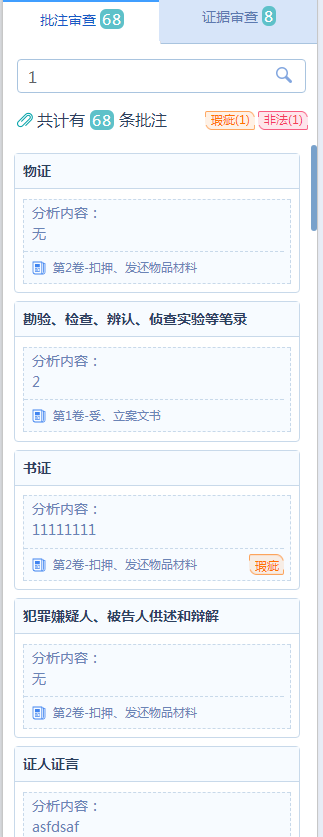 批注审查 68 证据审查 8
1
共计有 68 条批注 瑕疵(1) 非法(1)
物证
分析内容：
无
第2卷-扣押、发还物品材料
勘验、检查、辨认、侦查实验等笔录
分析内容：
2
第1卷-受、立案文书
书证
分析内容：
11111111
第2卷-扣押、发还物品材料 瑕疵
犯罪嫌疑人、被告人供述和辩解
分析内容：
无
第2卷-扣押、发还物品材料
证人证言
分析内容：
asfdsaf